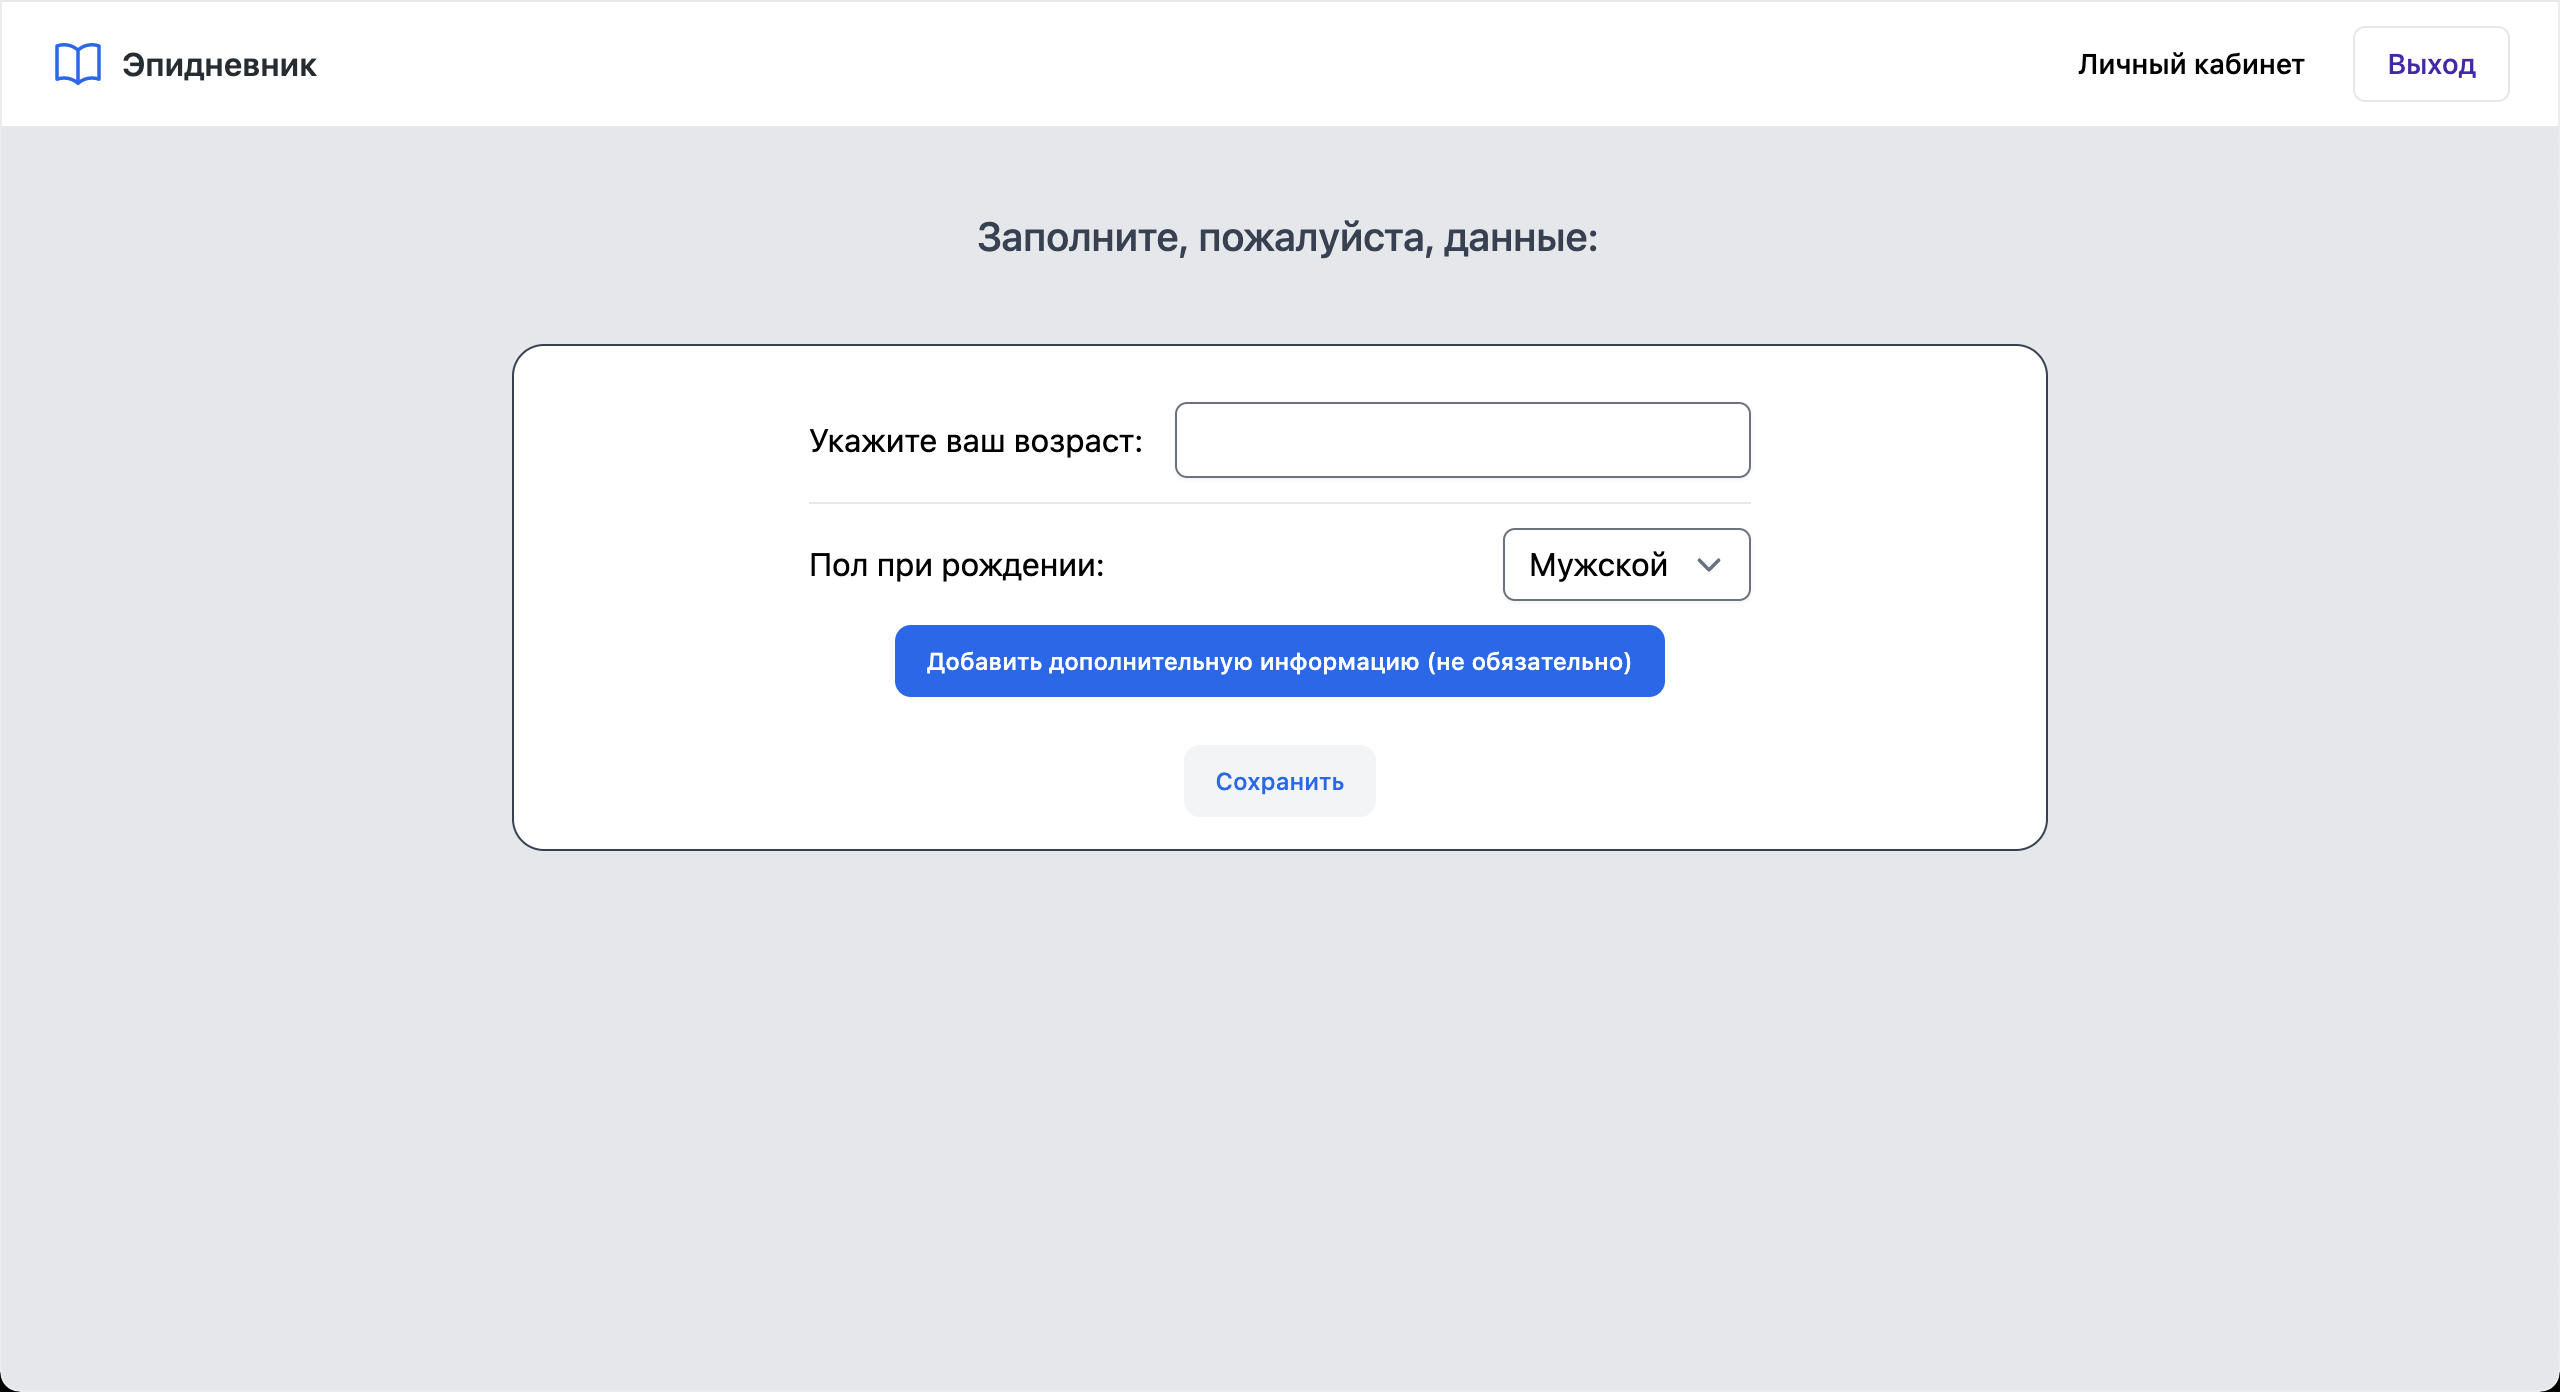 Эпидневник
Личный кабинет
Выход
Заполните, пожалуйста, данные:
Укажите ваш возраст:
Пол при рождении:
Мужской
Добавить дополнительную информацию (не обязательно)
Сохранить